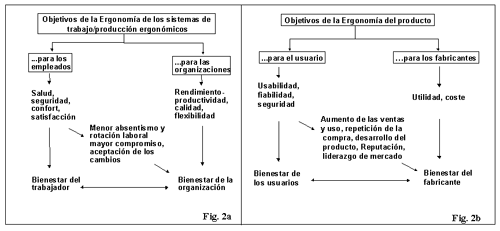 Objetivos de la Ergonomía de los sistemas de
trabajo/producción ergonómicos
...para los
empleados
...para las
organizaciones
Salud,
seguridad,
confort,
satisfacción
Rendimiento-
productividad,
calidad,
flexibilidad
Menor absentismo y
rotación laboral
mayor compromiso,
aceptación de los
cambios
Bienestar del
trabajador
Bienestar de la
organización
Fig. 2a
Objetivos de la Ergonomía del producto
...para el usuario
...para los fabricantes
Usabilidad,
fiabilidad,
seguridad
Utilidad, coste
Aumento de las ventas
y uso, repetición de la
compra, desarrollo del
producto, Reputación,
liderazgo de mercado
Bienestar de
los usuarios
Bienestar del
fabricante
Fig. 2b